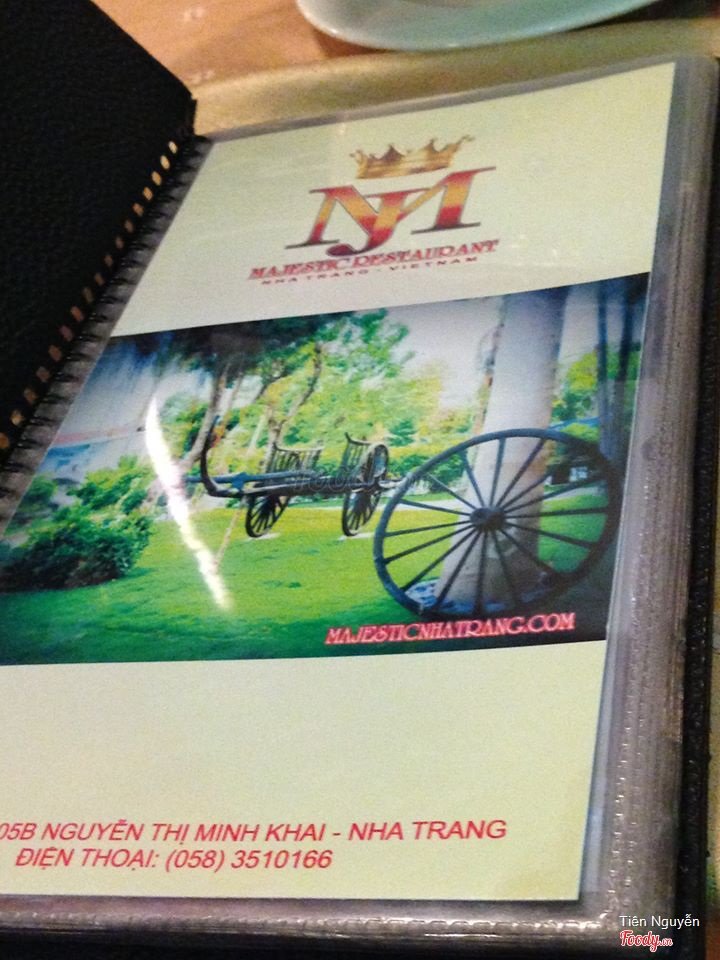 MJ
MAJESTIC RESTAURANT
NHA TRANG - VIETNAM
MAJESTICNHATRANG.COM
05B NGUYỄN THỊ MINH KHAI - NHA TRANG
ĐIỆN THOẠI: (058) 3510166
Tiên Nguyễn
Foody.vn